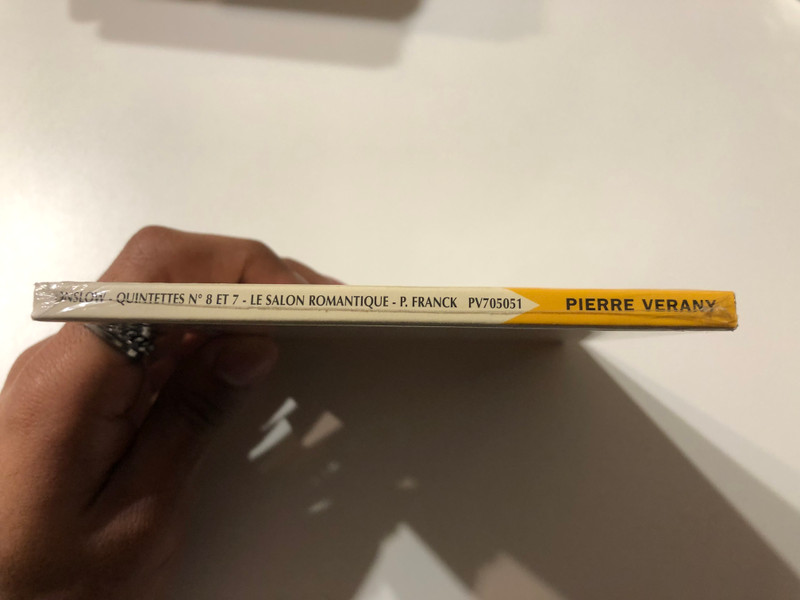 ONSLOW - QUINTETTES N° 8 ET 7 - LE SALON ROMANTIQUE - P. FRANCK PV705051 PIERRE VERANY